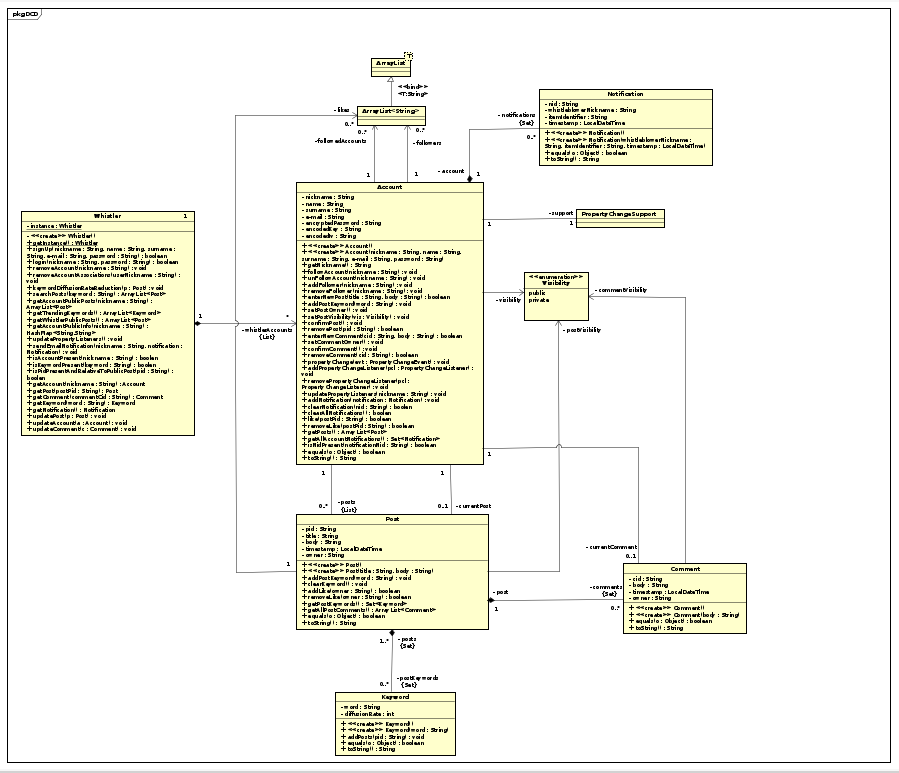 pkg DCD
T
ArrayList
<<bind>>
<T:String>
- likes
0..*
ArrayList<String>
0..*
0..*
- followedAccounts
- followers
1
1
Notification
- nid : String
- whistleblowerNickname : String
- itemIdentifier : String
- timestamp : LocalDateTime
+ <<create>> Notification()
+ <<create>> Notification(whistleblowerNickname :
String, itemIdentifier : String, timestamp : LocalDateTime)
+ equals(o : Object) : boolean
+ toString() : String
- notifications
{Set}
0..*
- account
1
Account
- nickname : String
- name : String
- surname : String
- e-mail : String
- encryptedPassword : String
- encodedKey : String
- encodedIv : String
+ <<create>> Account()
+ <<create>> Account(nickname : String, name : String,
surname : String, e-mail : String, password : String)
+ getNickname() : String
+ followAccount(nickname : String) : void
+ unFollowAccount(nickname : String) : void
+ addFollower(nickname : String) : void
+ removeFollower(nickname : String) : void
+ enterNewPost(title : String, body : String) : boolean
+ addPostKeyword(word : String) : void
+ setPostOwner() : void
+ setPostVisibility(vis : Visibility) : void
+ confirmPost() : void
+ removePost(pid : String) : boolean
+ enterNewComment(cid : String, body : String) : boolean
+ setCommentOwner() : void
+ confirmComment() : void
+ removeComment(cid : String) : boolean
+ propertyChange(evt : PropertyChangeEvent) : void
+ addPropertyChangeListener(pcl : PropertyChangeListener) :
void
+ removePropertyChangeListener(pcl :
PropertyChangeListener) : void
+ updatePropertyListeners(nickname : String) : void
+ addNotification(notification : Notification) : void
+ clearNotification(nid : String) : boolean
+ clearAllNotifications() : boolean
+ like(postPid : String) : boolean
+ removeLike(postPid : String) : boolean
+ getPosts() : ArrayList<Post>
+ getAllAccountNotifications() : Set<Notification>
+ isNidPresent(notificationNid : String) : boolean
+ equals(o : Object) : boolean
+ toString() : String
Whistler
1
- instance : Whistler
- <<create>> Whistler()
+ getInstance() : Whistler
+ signUp(nickname : String, name : String, surname :
String, e-mail : String, password : String) : boolean
+ login(nickname : String, password : String) : boolean
+ removeAccount(nickname : String) : void
+ removeAccountAssociations(userNickname : String) :
void
+ keywordDiffusionRateReduction(p : Post) : void
+ searchPosts(keyword : String) : ArrayList<Post>
+ getAccountPublicPosts(nickname : String) :
ArrayList<Post>
+ getTrendingKeywords() : ArrayList<Keyword>
+ getWhistlerPublicPosts() : ArrayList<Post>
+ getAccountPublicInfo(nickname : String) :
HashMap<String,String>
+ updatePropertyListeners() : void
+ sendEmailNotification(nickname : String, notification :
Notification) : void
+ isAccountPresent(nickname : String) : boolean
+ isKeywordPresent(keyword : String) : boolean
+ isPidPresentAndRelativeToPublicPost(pid : String) :
boolean
+ getAccount(nickname : String) : Account
+ getPost(postPid : String) : Post
+ getComment(commentCid : String) : Comment
+ getKeyword(word : String) : Keyword
+ getNotification() : Notification
+ updatePost(p : Post) : void
+ updateAccount(a : Account) : void
+ updateComment(c : Comment) : void
1
*
- whistlerAccounts
{List}
- support
1
1
PropertyChangeSupport
<<enumeration>>
Visibility
public
private
- visibility
- commentVisibility
- postVisibility
1
1
1
0..*
- posts
{List}
0..1
- currentPost
- currentComment
0..1
1
Post
- pid : String
- title : String
- body : String
- timestamp : LocalDateTime
- owner : String
+ <<create>> Post()
+ <<create>> Post(title : String, body : String)
+ addPostKeyword(word : String) : void
+ clearKeyword() : void
+ addLike(owner : String) : boolean
+ removeLike(owner : String) : boolean
+ getPostKeywords() : Set<Keyword>
+ getAllPostComments() : ArrayList<Comment>
+ equals(o : Object) : boolean
+ toString() : String
- post
1
- comments
{Set}
0..*
Comment
- cid : String
- body : String
- timestamp : LocalDateTime
- owner : String
+ <<create>> Comment()
+ <<create>> Comment(body : String)
+ equals(o : Object) : boolean
+ toString() : String
1..*
- posts
{Set}
0..*
- postKeywords
{Set}
Keyword
- word : String
- diffusionRate : int
+ <<create>> Keyword()
+ <<create>> Keyword(word : String)
+ addPosts(pid : String) : void
+ equals(o : Object) : boolean
+ toString() : String